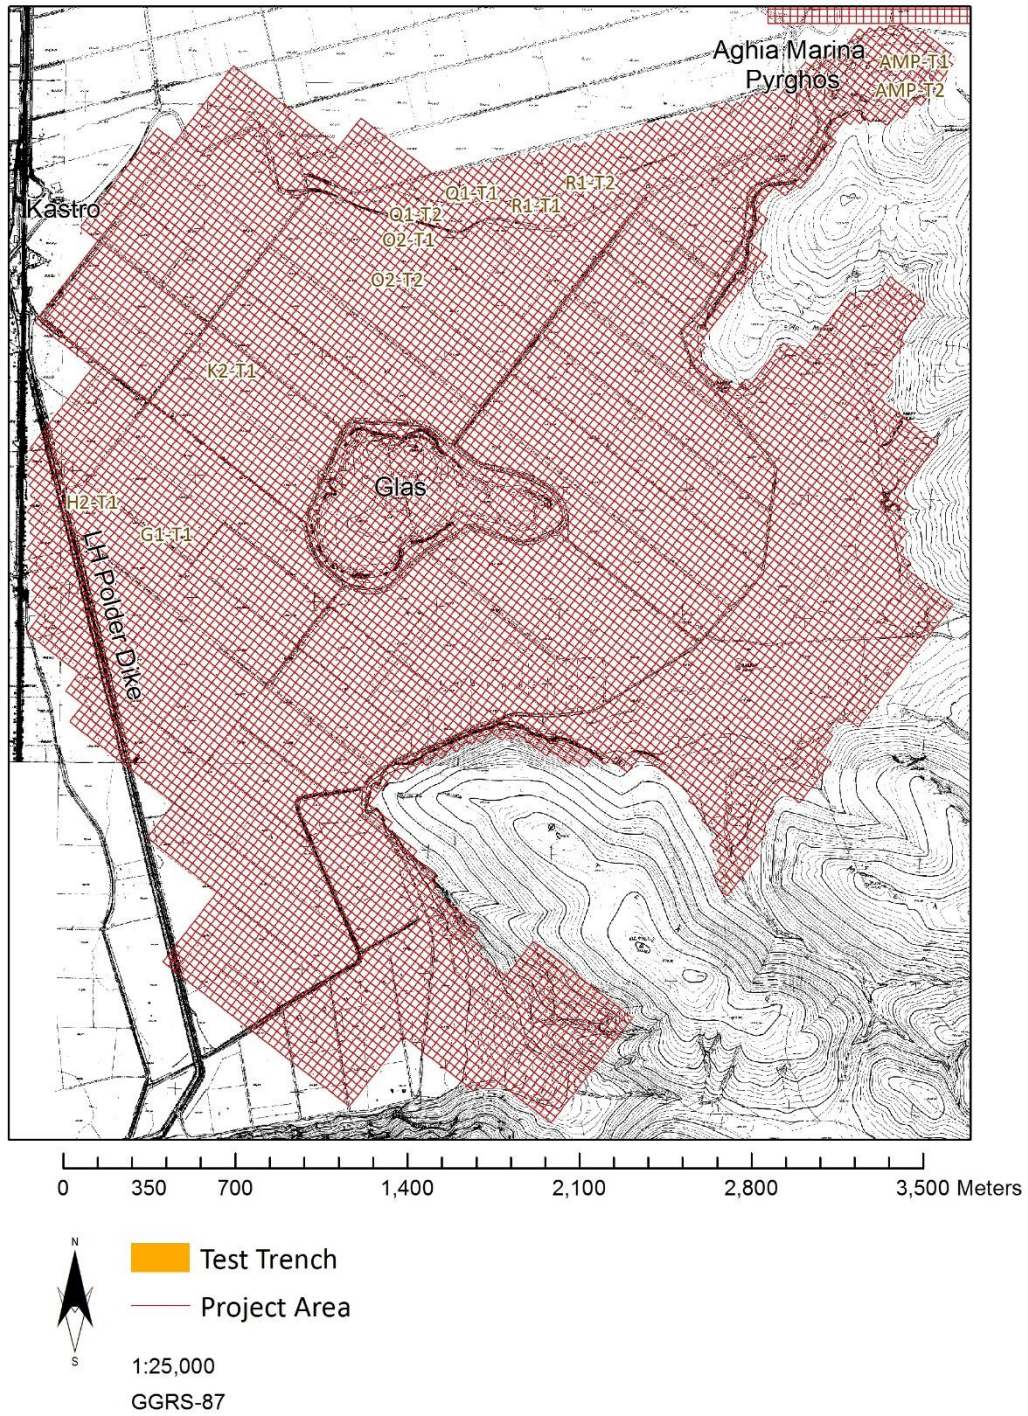 Aghia Marina
Pyrghos
AMP-T1
AMP-T2
Kastro
Q1-T1
R1-T2
R1-T1
Q1-T2
O2-T1
O2-T2
K2-T1
Glas
H2-T1
G1-T1
LH Polder Dike
0 350 700 1,400 2,100 2,800 3,500 Meters
N
S
Test Trench
Project Area
1:25,000
GGRS-87